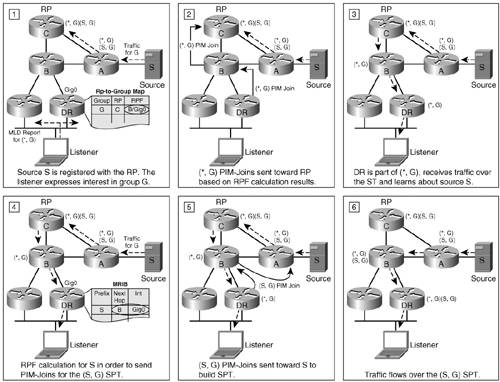 1
RP
C
(*, G)(S, G)
(*, G)
(S, G)
Traffic
for G
B
A
S
Source
Gig0
Rp-to-Group Map
Group RP RPF
G C B/Gig0
DR
MLD Report
for (*, G)
Listener
Source S is registered with the RP. The
listener expresses interest in group G.
2
RP
C
(*, G)(S, G)
(*, G) PIM Join
(*, G)
(S, G)
B
A
S
Source
(*, G) PIM Join
DR
Listener
(*, G) PIM-Joins sent toward RP
based on RPF calculation results.
3
RP
C
(*, G)(S, G)
(*, G)
(S, G)
(*, G)
B
A
S
Source
(*, G)
DR
Listener
DR is part of (*, G), receives traffic over
the ST and learns about source S.
4
RP
C
(*, G)(S, G)
(*, G)
(S, G)
Traffic
for G
(*, G)
B
A
S
Source
Gig0
MRIB
Prefix Next Hop Int
S B Gig0
DR
Listener
RPF calculation for S in order to send
PIM-Joins for the (S, G) SPT.
5
RP
C
(*, G)(S, G)
(*, G)
(S, G)
(*, G)
B
A
S
Source
(S, G) PIM Join
(*, G)
DR
Listener
(S, G) PIM-Joins sent toward S to
build SPT.
6
RP
C
(*, G)(S, G)
(*, G)
(S, G)
(*, G)
(S, G)
B
A
S
Source
(*, G)(S, G)
DR
Listener
Traffic flows over the (S, G) SPT.